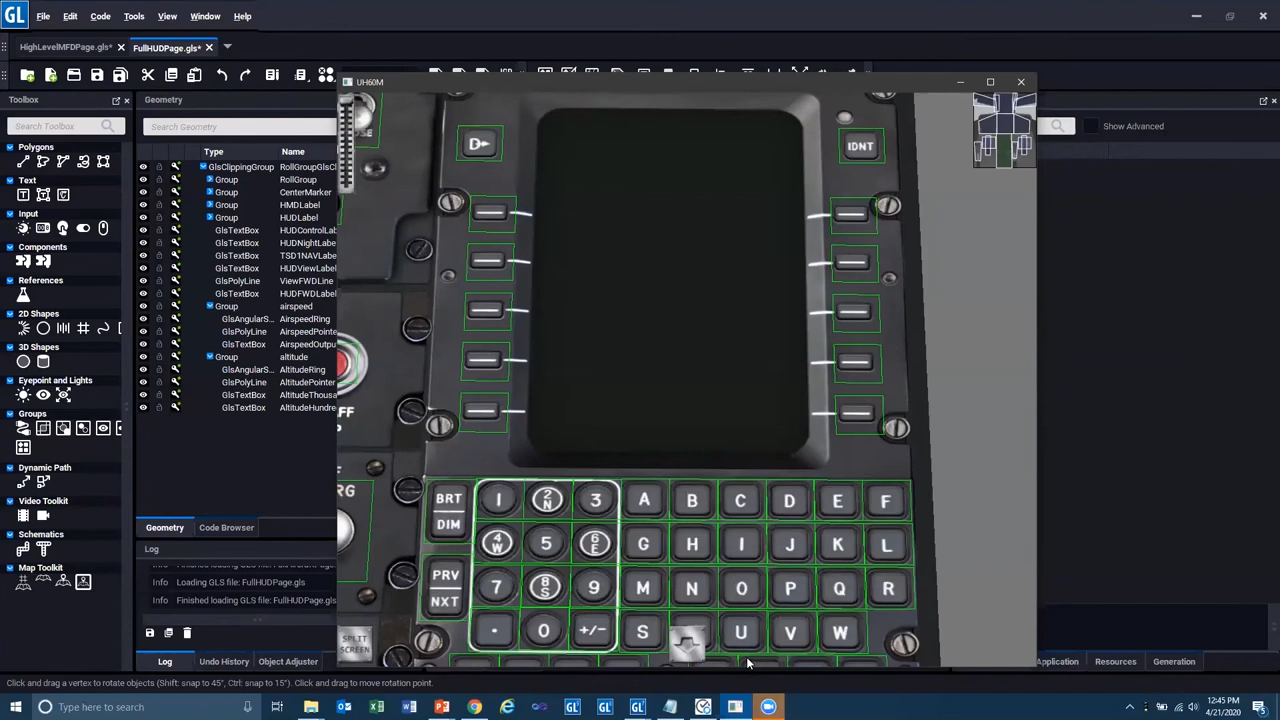 GL File Edit Code Tools View Window Help
HighLevelMFDPage.gls* FullHUDPage.gls*
Toolbox
Search Toolbox
Polygons
Text
Input
Components
References
2D Shapes
3D Shapes
Eyepoint and Lights
Groups
Dynamic Path
Video Toolkit
Schematics
Map Toolkit
Geometry
Search Geometry
Type Name
GlsClippingGroup RollGroupGlsCl
Group RollGroup
Group CenterMarker
Group HMDLabel
Group HUDLabel
GlsTextBox HUDControlLa
GlsTextBox HUDNightLabe
GlsTextBox TSD1NAVLabel
GlsTextBox HUDViewLabel
GlsPolyLine ViewFWDLine
GlsTextBox HUDFWDLabel
Group airspeed
GlsAngularS... AirspeedRing
GlsPolyLine AirspeedPointe
GlsTextBox AirspeedOutpu
Group altitude
GlsAngularS... AltitudeRing
GlsPolyLine AltitudePointer
GlsTextBox AltitudeThousa
GlsTextBox AltitudeHundre
Geometry Code Browser
Log
Info Loading GLS file: FullHUDPage.gls
Info Finished loading GLS file: FullHUDPage.gls
Log Undo History Object Adjuster
UH60M
D
IDNT
BRT
DIM
PRV
NXT
1 2 N 3 A B C D E F
4 W 5 6 E G H I J K L
7 8 S 9 M N O P Q R
. 0 +/- S U V W
SPLIT
SCREEN
Show Advanced
Application Resources Generation
Click and drag a vertex to rotate objects (Shift: snap to 45°, Ctrl: snap to 15°). Click and drag to move rotation point.
Type here to search
12:45 PM
4/21/2020